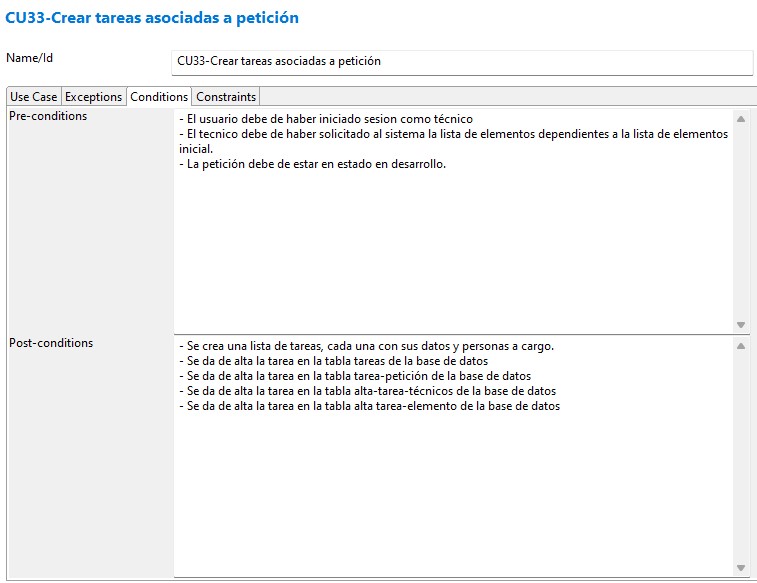 CU33-Crear tareas asociadas a petición
Name/Id
CU33-Crear tareas asociadas a petición
Use Case
Exceptions
Conditions
Constraints
Pre-conditions
- El usuario debe de haber iniciado sesion como técnico
- El tecnico debe de haber solicitado al sistema la lista de elementos dependientes a la lista de elementos
inicial.
- La petición debe de estar en estado en desarrollo.
Post-conditions
- Se crea una lista de tareas, cada una con sus datos y personas a cargo.
- Se da de alta la tarea en la tabla tareas de la base de datos
- Se da de alta la tarea en la tabla tarea-petición de la base de datos
- Se da de alta la tarea en la tabla alta-tarea-técnicos de la base de datos
- Se da de alta la tarea en la tabla alta tarea-elemento de la base de datos